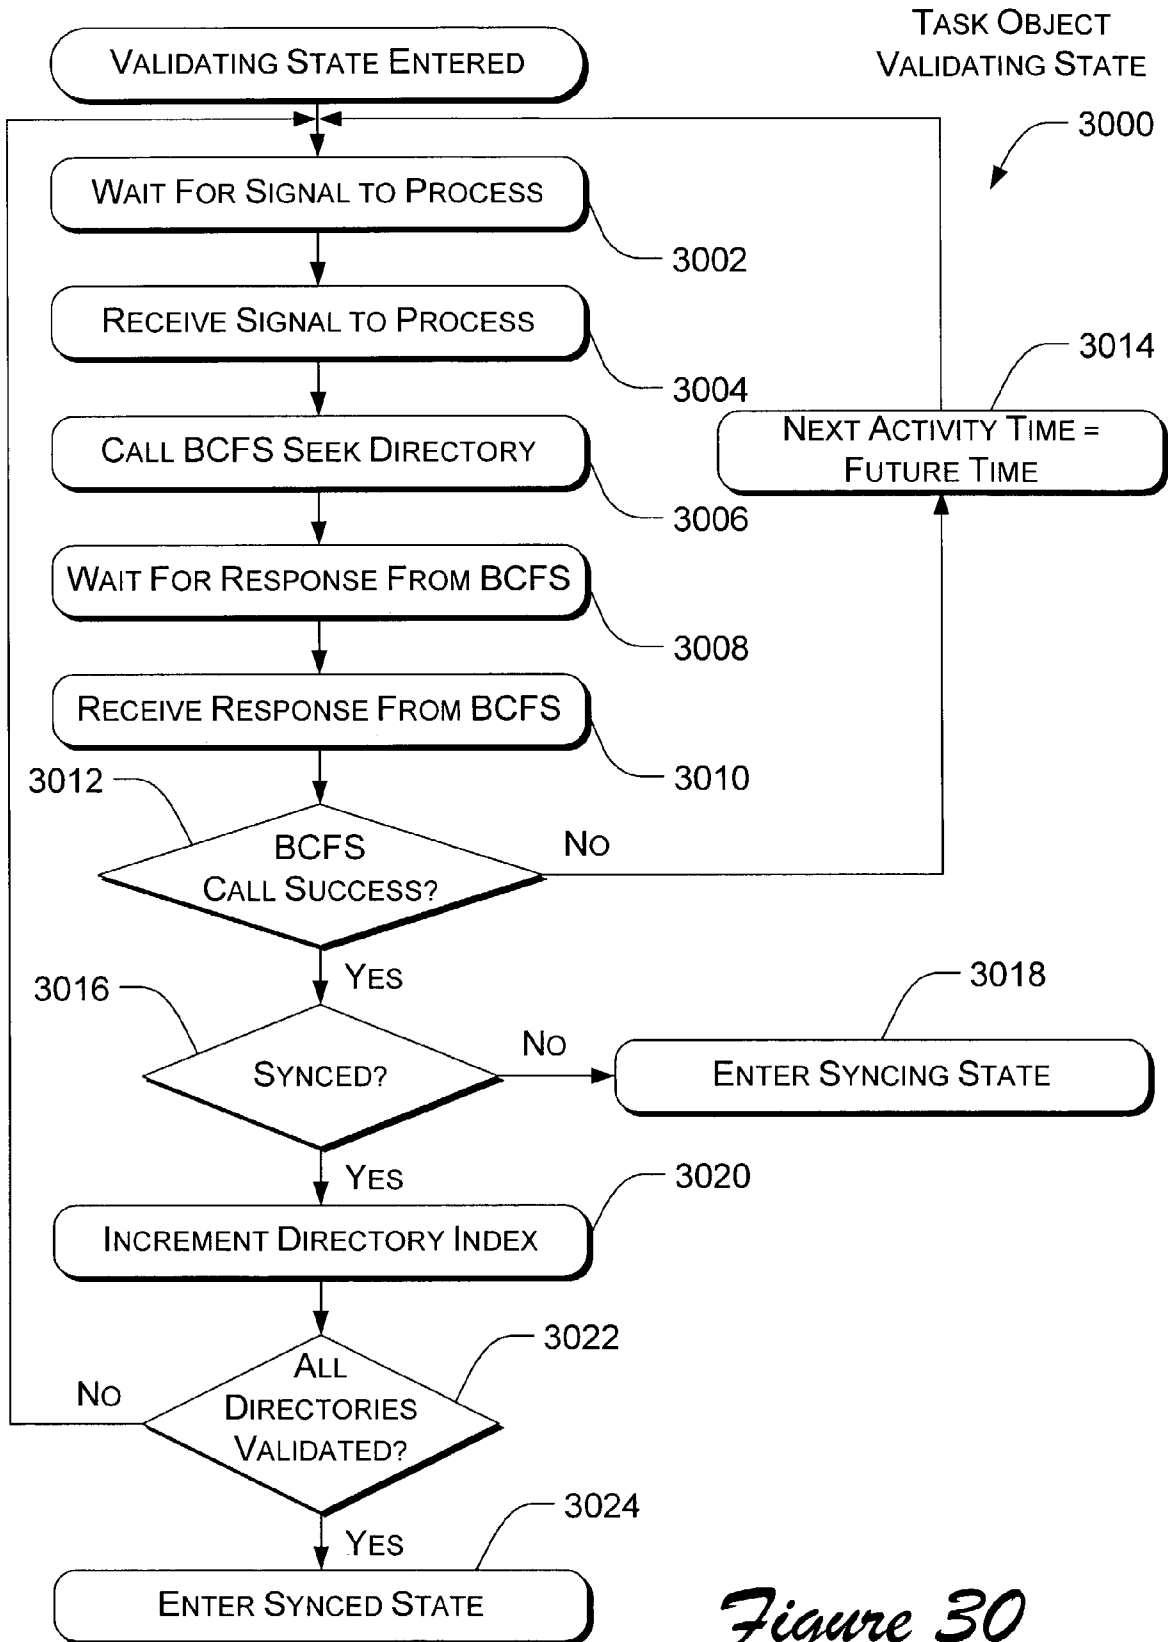 TASK OBJECT
VALIDATING STATE
VALIDATING STATE ENTERED
3000
WAIT FOR SIGNAL TO PROCESS
3002
RECEIVE SIGNAL TO PROCESS
3004
3014
NEXT ACTIVITY TIME =
FUTURE TIME
CALL BCFS SEEK DIRECTORY
3006
WAIT FOR RESPONSE FROM BCFS
3008
RECEIVE RESPONSE FROM BCFS
3010
3012
BCFS
CALL SUCCESS?
NO
YES
3016
SYNCED?
NO
3018
ENTER SYNCING STATE
YES
3020
INCREMENT DIRECTORY INDEX
3022
ALL
DIRECTORIES
VALIDATED?
NO
YES
3024
ENTER SYNCED STATE
Figure 30